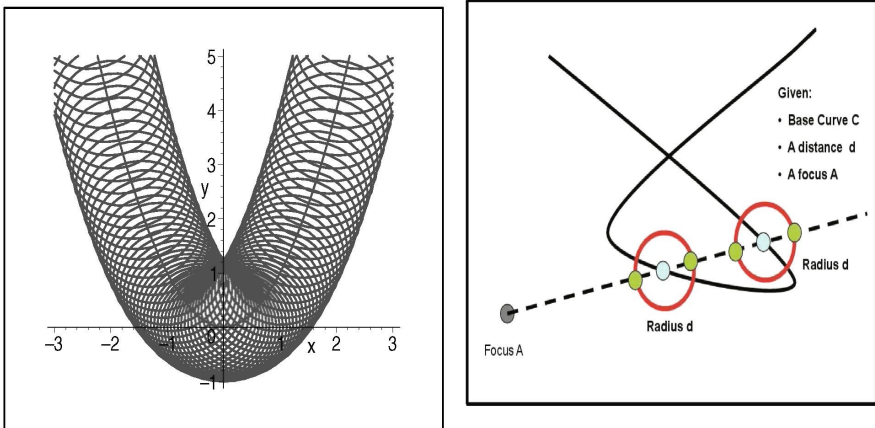 5
4
3
y
2
1
0
-3
-2
-1
1
x
2
3
-1
Given:
• Base Curve C
• A distance d
• A focus A
Radius d
Radius d
Focus A